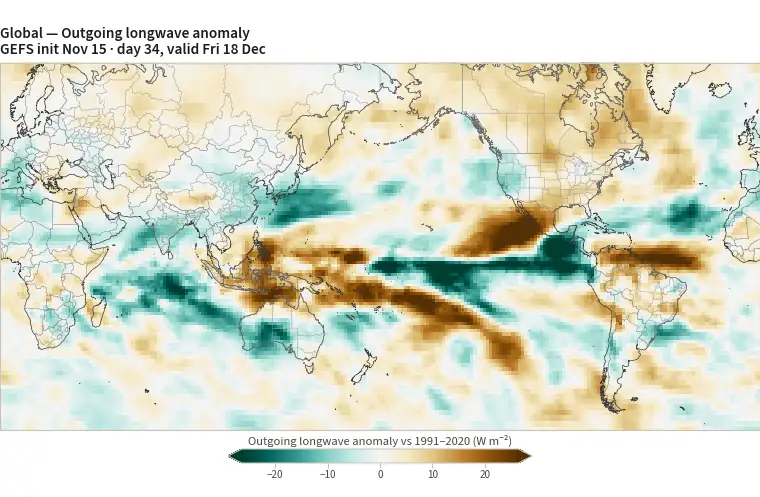 Global — Outgoing longwave anomaly
GEFS init Nov 15 · day 34, valid Fri 18 Dec
Outgoing longwave anomaly vs 1991–2020 (W m⁻²)
−20 −10 0 10 20